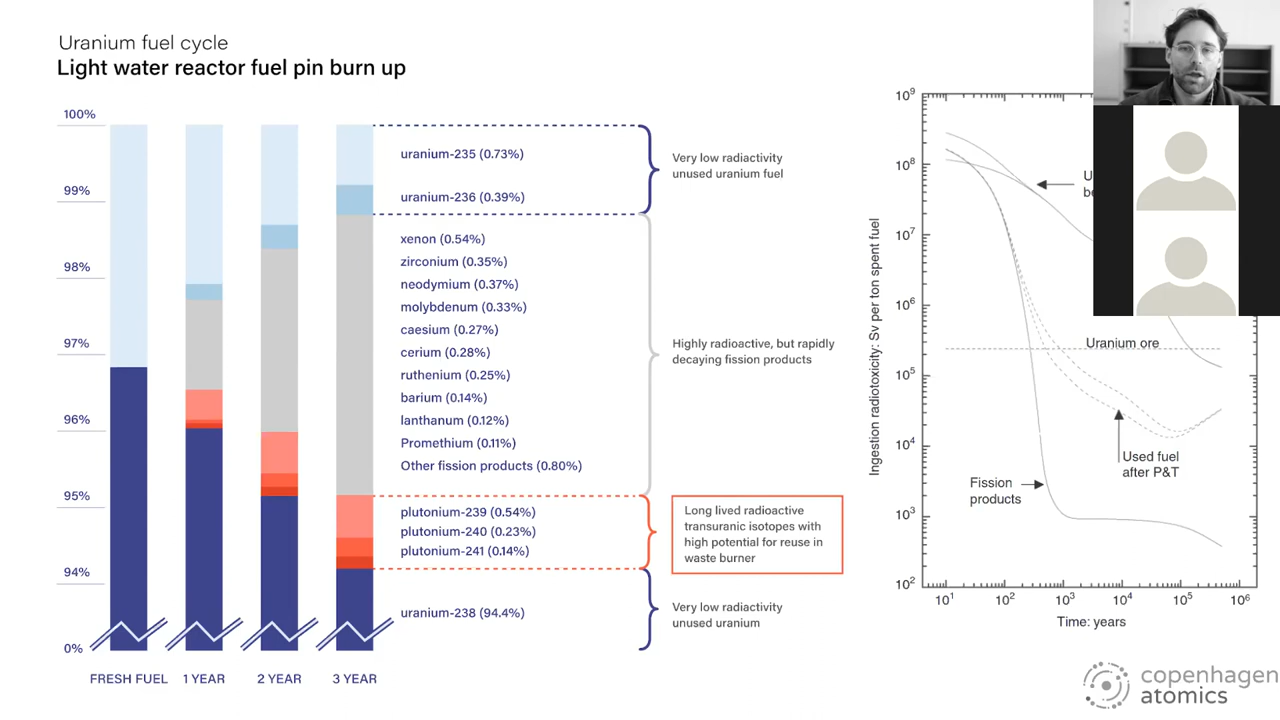 Uranium fuel cycle
Light water reactor fuel pin burn up
100%
99%
98%
97%
96%
95%
94%
0%
FRESH FUEL
1 YEAR
2 YEAR
3 YEAR
uranium-235 (0.73%)
uranium-236 (0.39%)
xenon (0.54%)
zirconium (0.35%)
neodymium (0.37%)
molybdenum (0.33%)
caesium (0.27%)
cerium (0.28%)
ruthenium (0.25%)
barium (0.14%)
lanthanum (0.12%)
Promethium (0.11%)
Other fission products (0.80%)
plutonium-239 (0.54%)
plutonium-240 (0.23%)
plutonium-241 (0.14%)
uranium-238 (94.4%)
Very low radiactivity
unused uranium fuel
Highly radioactive, but rapidly
decaying fission products
Long lived radioactive
transuranic isotopes with
high potential for reuse in
waste burner
Very low radiactivity
unused uranium
Ingestion radiotoxicity: Sv per ton spent fuel
10⁹
10⁸
10⁷
10⁶
10⁵
10⁴
10³
10²
Uranium ore
Used fuel
after P&T
Fission
products
10¹
10²
10³
10⁴
10⁵
10⁶
Time: years
copenhagen
atomics